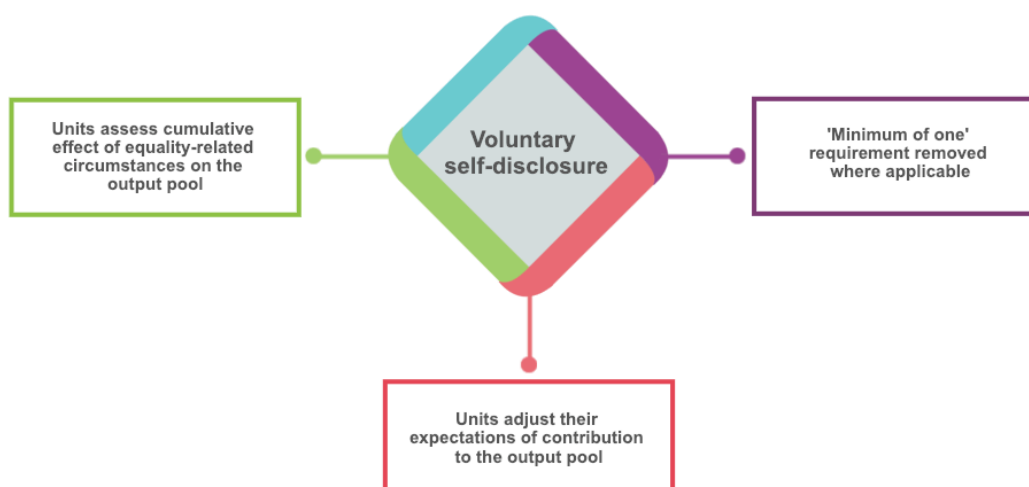 Voluntary
self-disclosure
Units assess cumulative
effect of equality-related
circumstances on the
output pool
'Minimum of one'
requirement removed
where applicable
Units adjust their
expectations of contribution
to the output pool